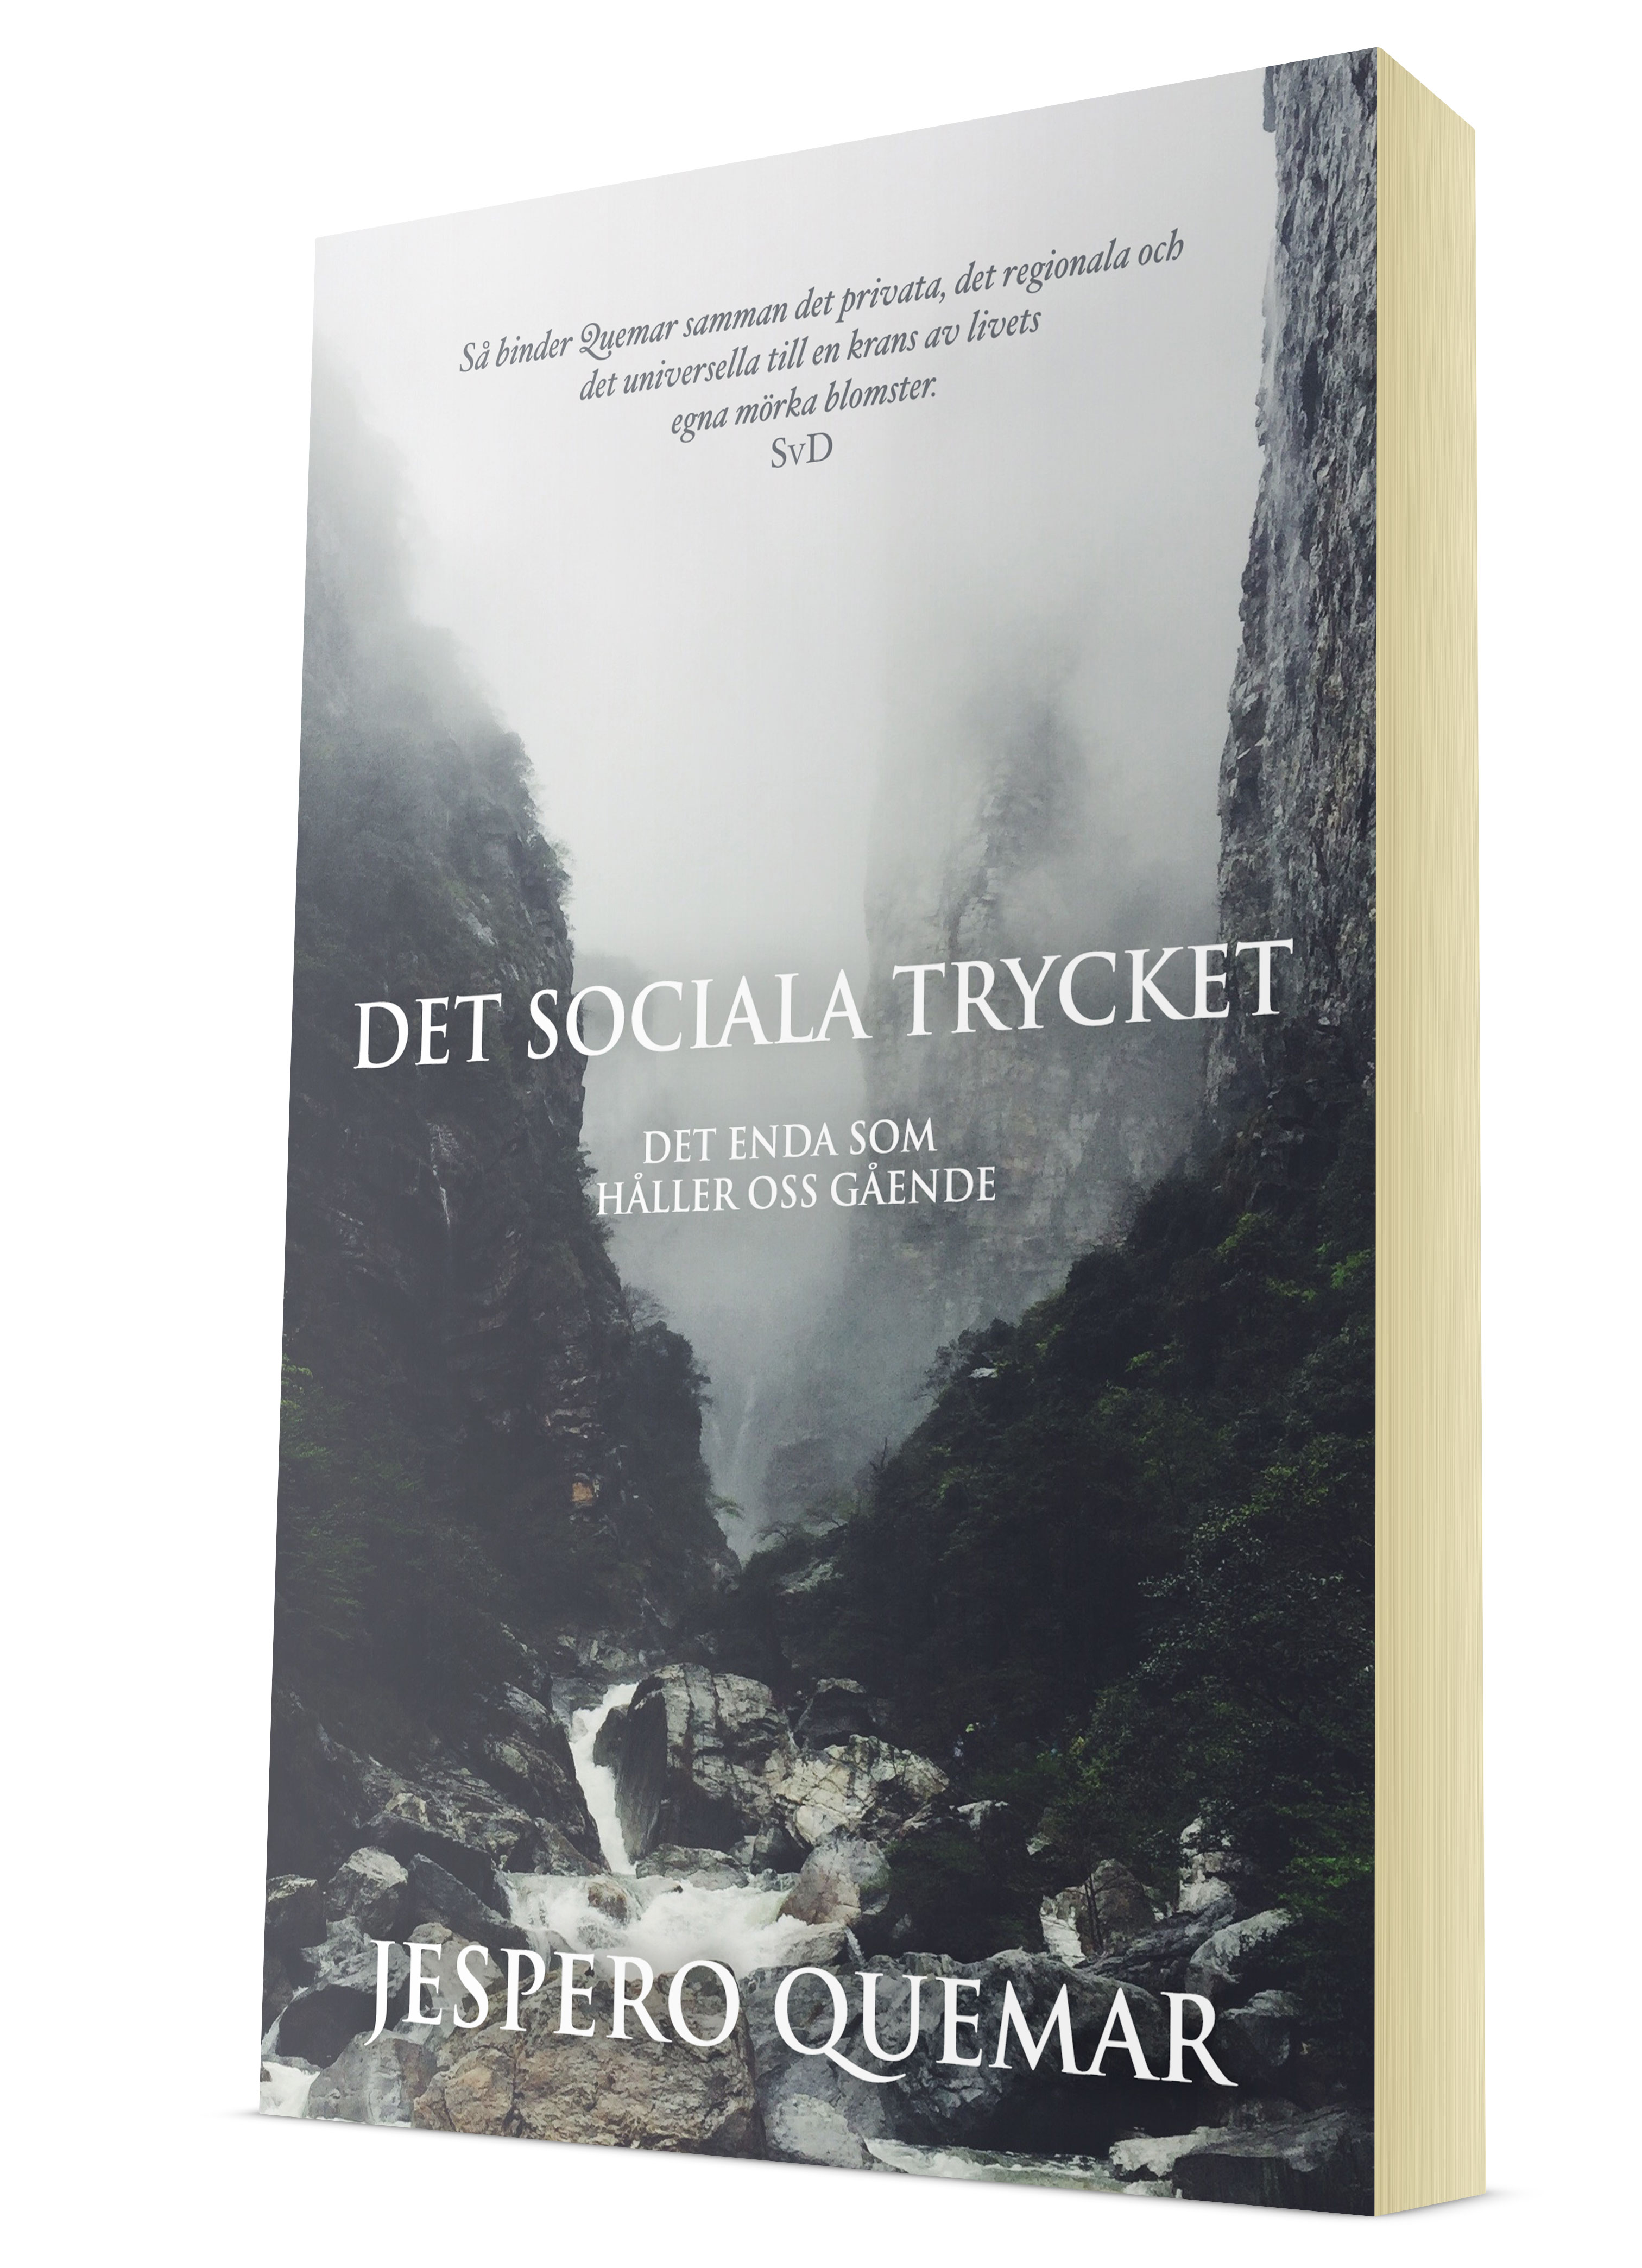 Så binder Quemar samman det privata, det regionala och
det universella till en krans av livets
egna mörka blomster.
SvD
DET SOCIALA TRYCKET
DET ENDA SOM
HÅLLER OSS GÅENDE
JESPERO QUEMAR